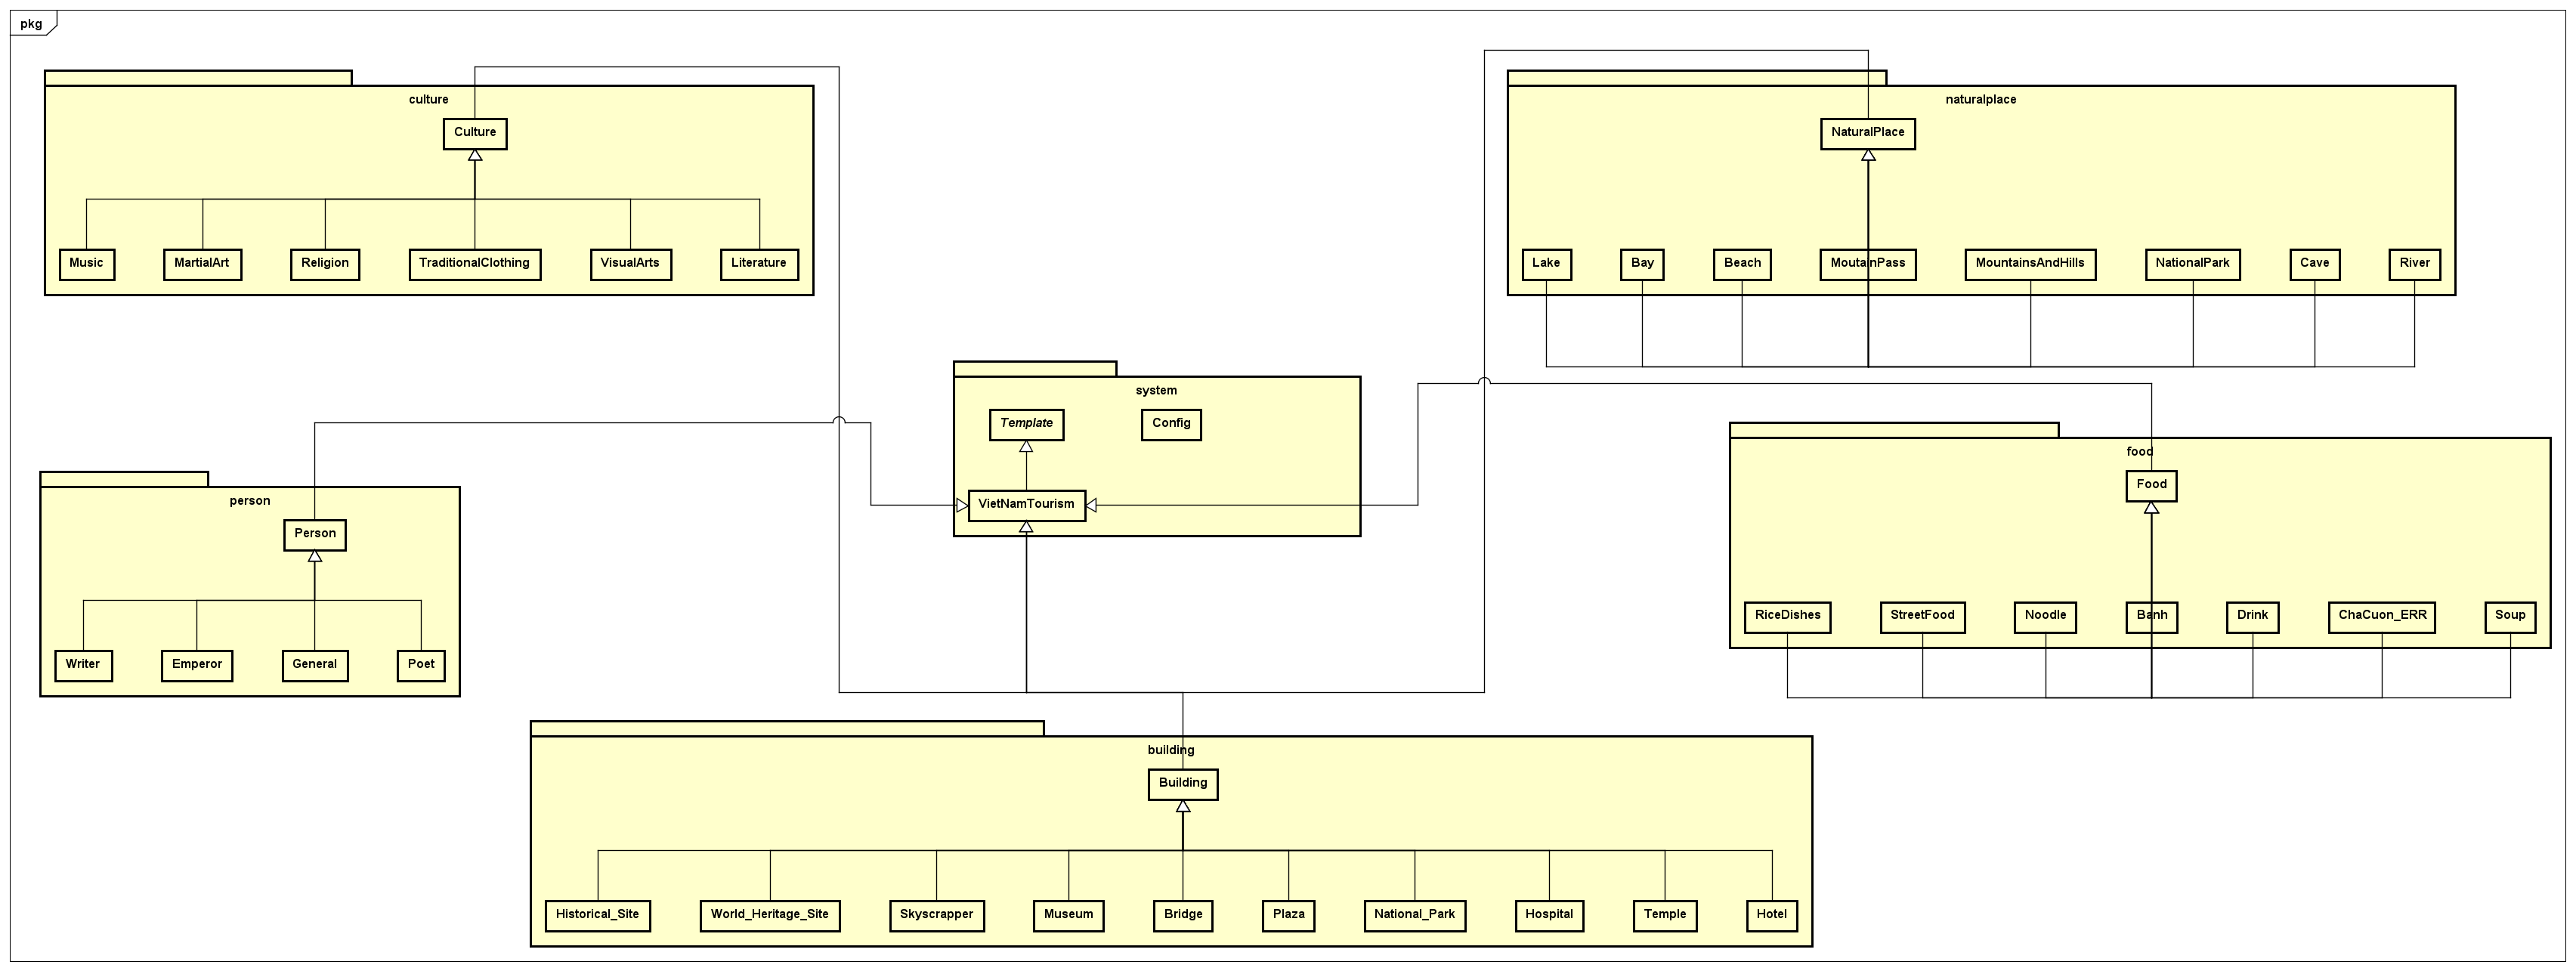 pkg
culture
Culture
Music
MartialArt
Religion
TraditionalClothing
VisualArts
Literature
naturalplace
NaturalPlace
Lake
Bay
Beach
MoutainPass
MountainsAndHills
NationalPark
Cave
River
system
Template
Config
VietNamTourism
person
Person
Writer
Emperor
General
Poet
food
Food
RiceDishes
StreetFood
Noodle
Banh
Drink
ChaCuon_ERR
Soup
building
Building
Historical_Site
World_Heritage_Site
Skyscrapper
Museum
Bridge
Plaza
National_Park
Hospital
Temple
Hotel